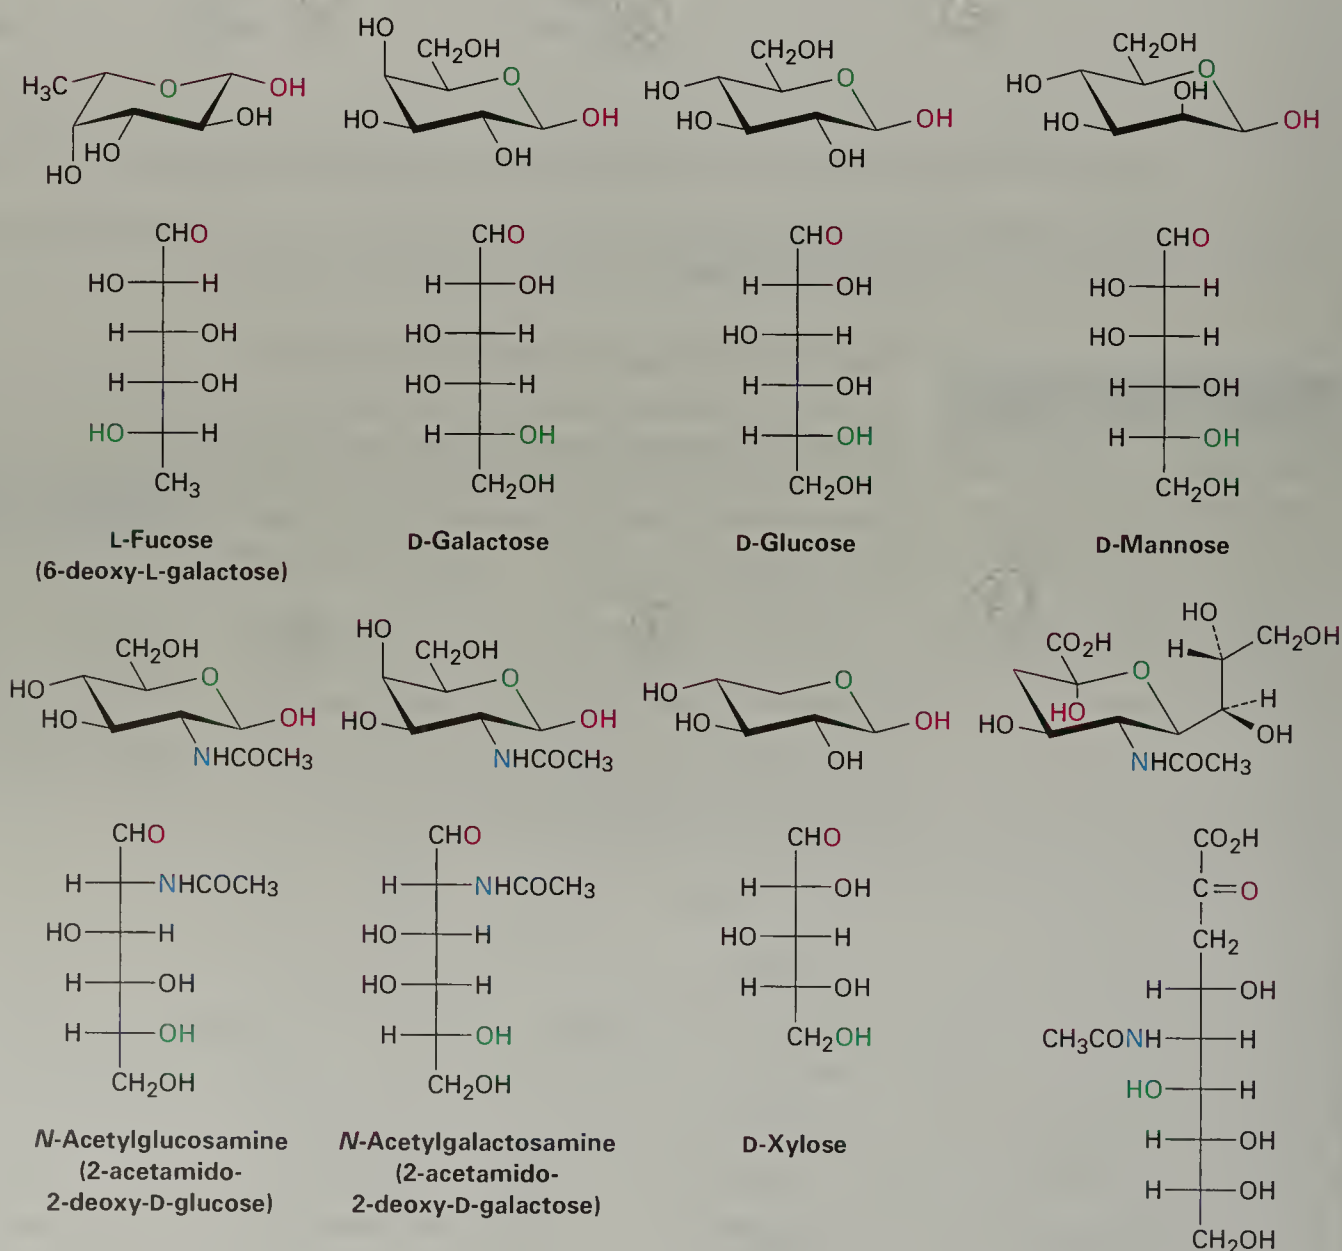 HO
CH₂OH
CH₂OH
CH₂OH
H₃C O OH
HO OH
HO
O
HO OH
OH
HO O
HO OH
OH
HO O
OH
HO OH
CHO
HO H
H OH
H OH
HO H
CH₃
L-Fucose
(6-deoxy-L-galactose)
CHO
H OH
HO H
HO H
H OH
CH₂OH
D-Galactose
CHO
H OH
HO H
H OH
H OH
CH₂OH
D-Glucose
CHO
HO H
HO H
H OH
H OH
CH₂OH
D-Mannose
CH₂OH
HO O
HO OH
NHCOCH₃
HO
CH₂OH
O
HO OH
NHCOCH₃
HO O
HO OH
OH
HO
CO₂H H CH₂OH
O
HO H
HO OH
NHCOCH₃
CHO
H NHCOCH₃
HO H
H OH
H OH
CH₂OH
N-Acetylglucosamine
(2-acetamido-
2-deoxy-D-glucose)
CHO
H NHCOCH₃
HO H
HO H
H OH
CH₂OH
N-Acetylgalactosamine
(2-acetamido-
2-deoxy-D-galactose)
CHO
H OH
HO H
H OH
CH₂OH
D-Xylose
CO₂H
C=O
CH₂
H OH
CH₃CONH H
HO H
H OH
H OH
CH₂OH